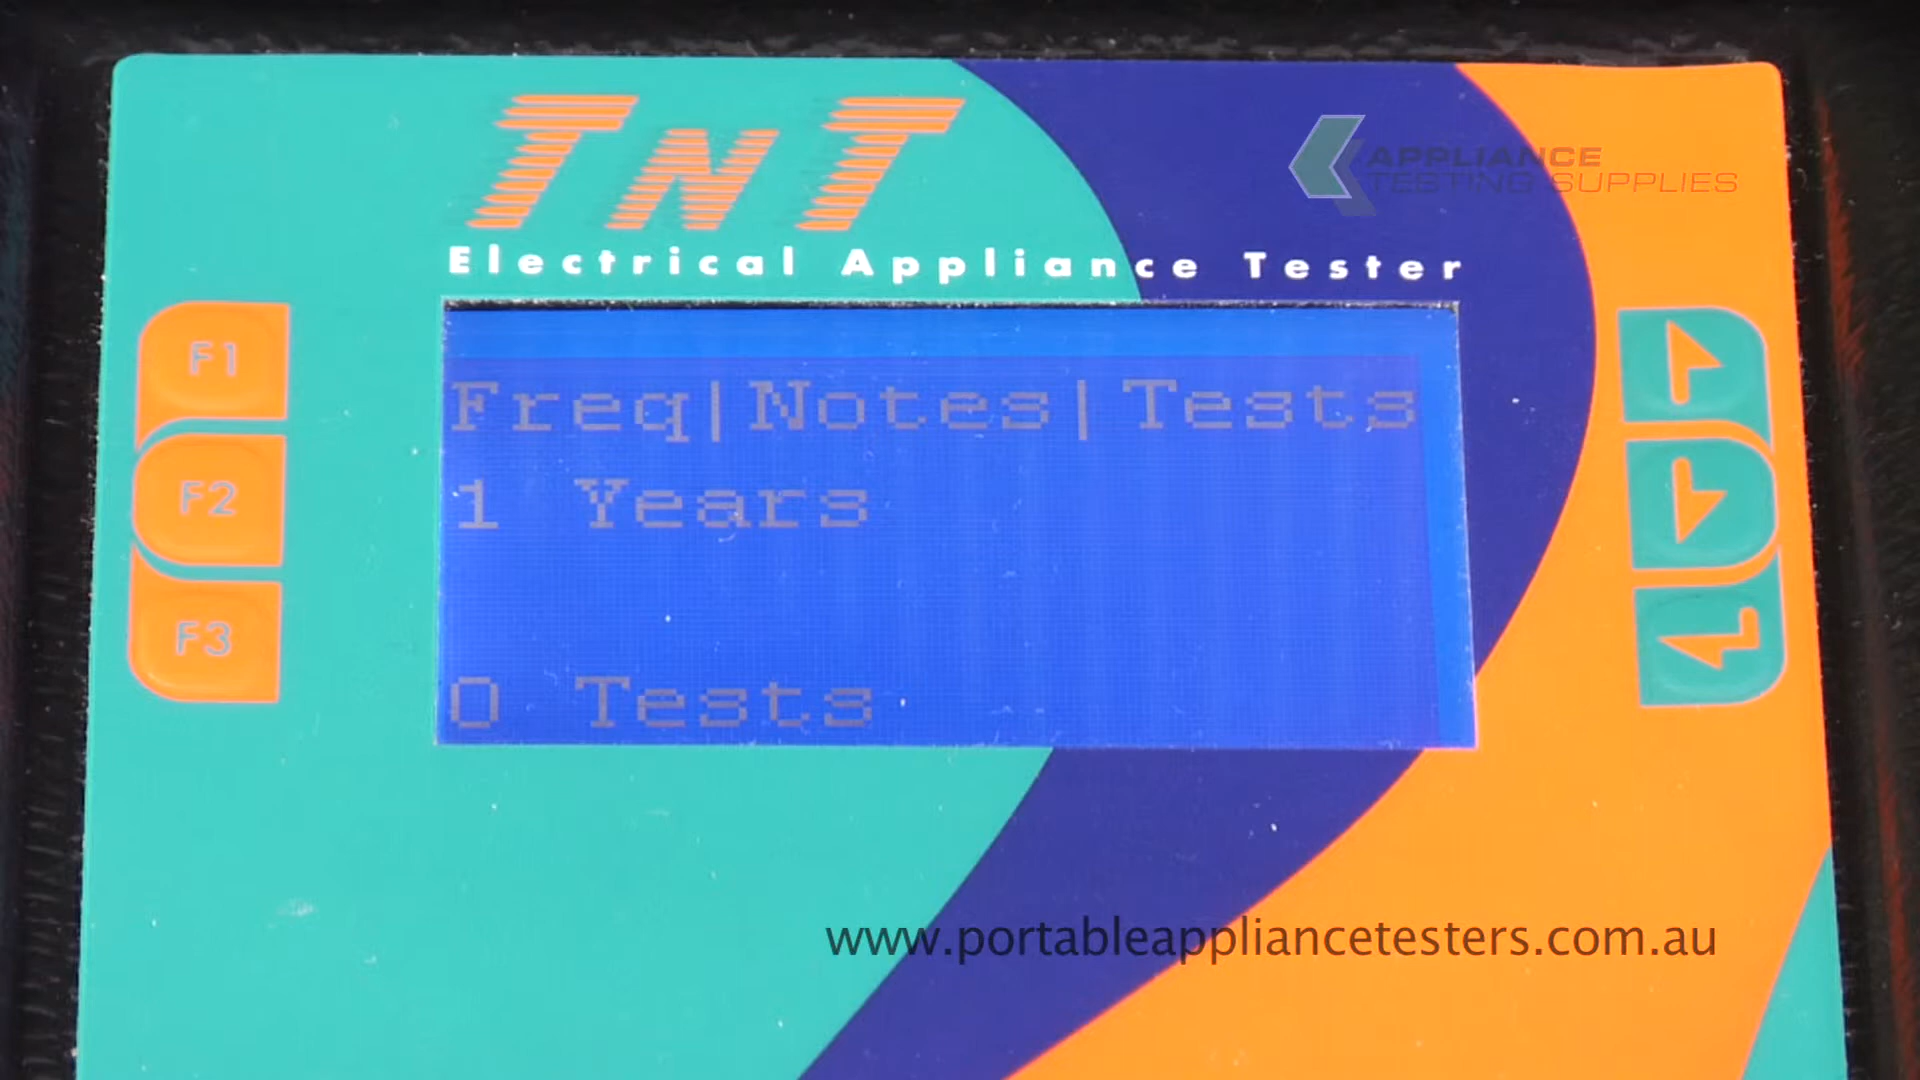 TNT
APPLIANCE
TESTING SUPPLIES
Electrical Appliance Tester
F1
F2
F3
Freq|Notes|Tests
1 Years
0 Tests
www.portableappliancetesters.com.au